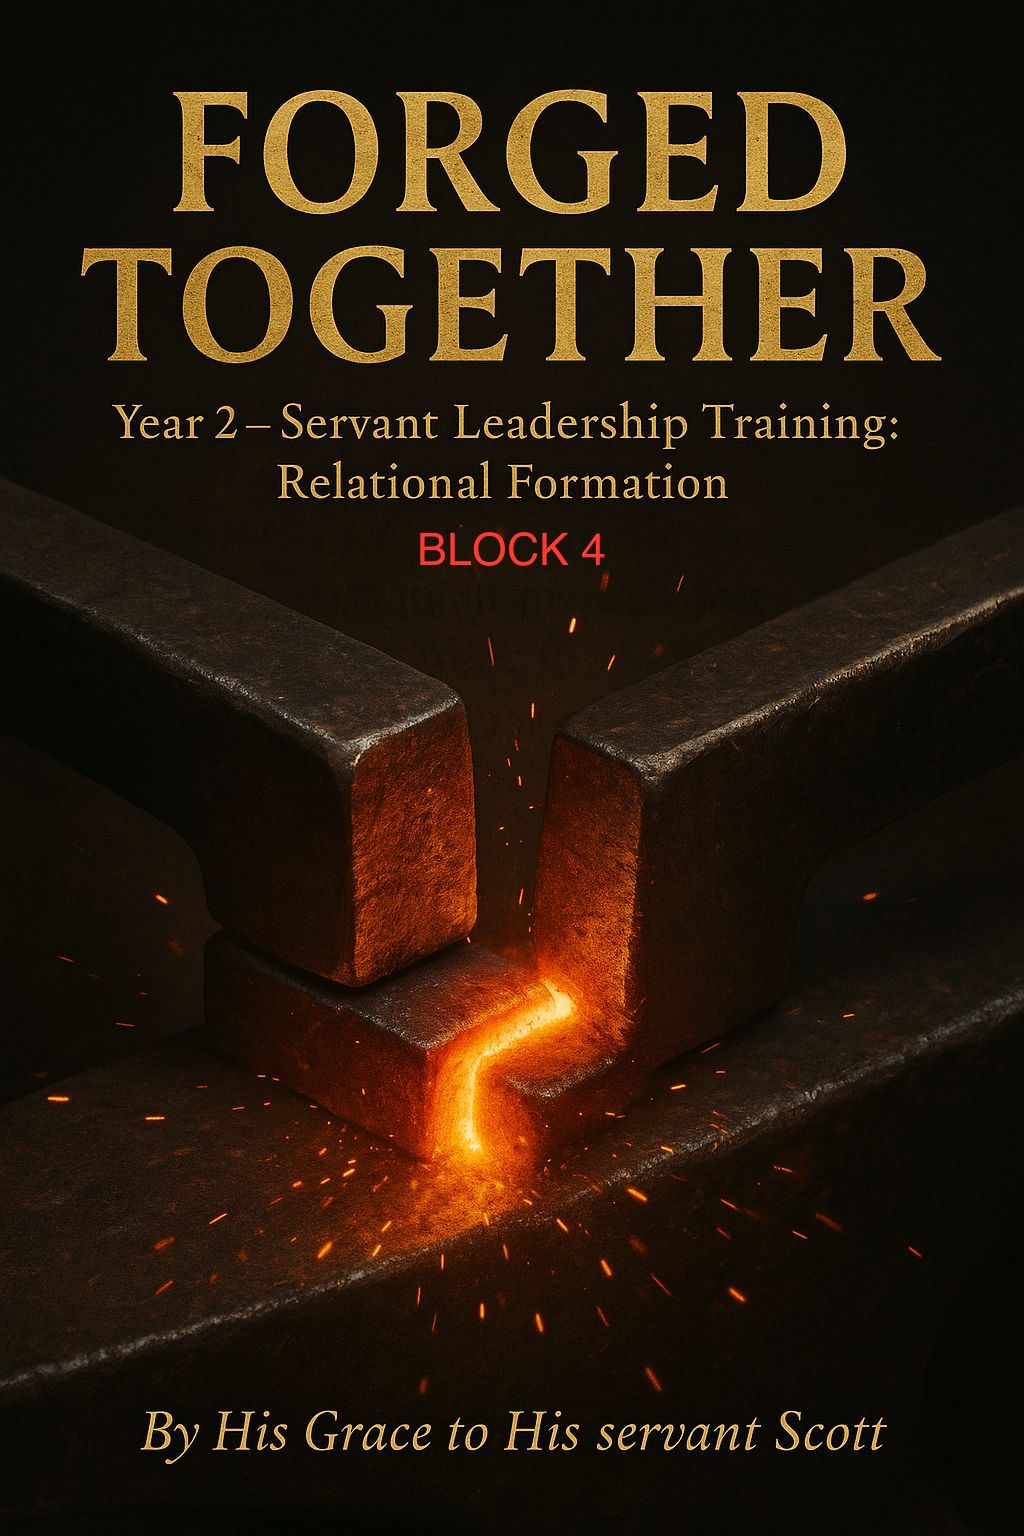 FORGED
TOGETHER
Year 2 – Servant Leadership Training:
Relational Formation
BLOCK 4
By His Grace to His servant Scott